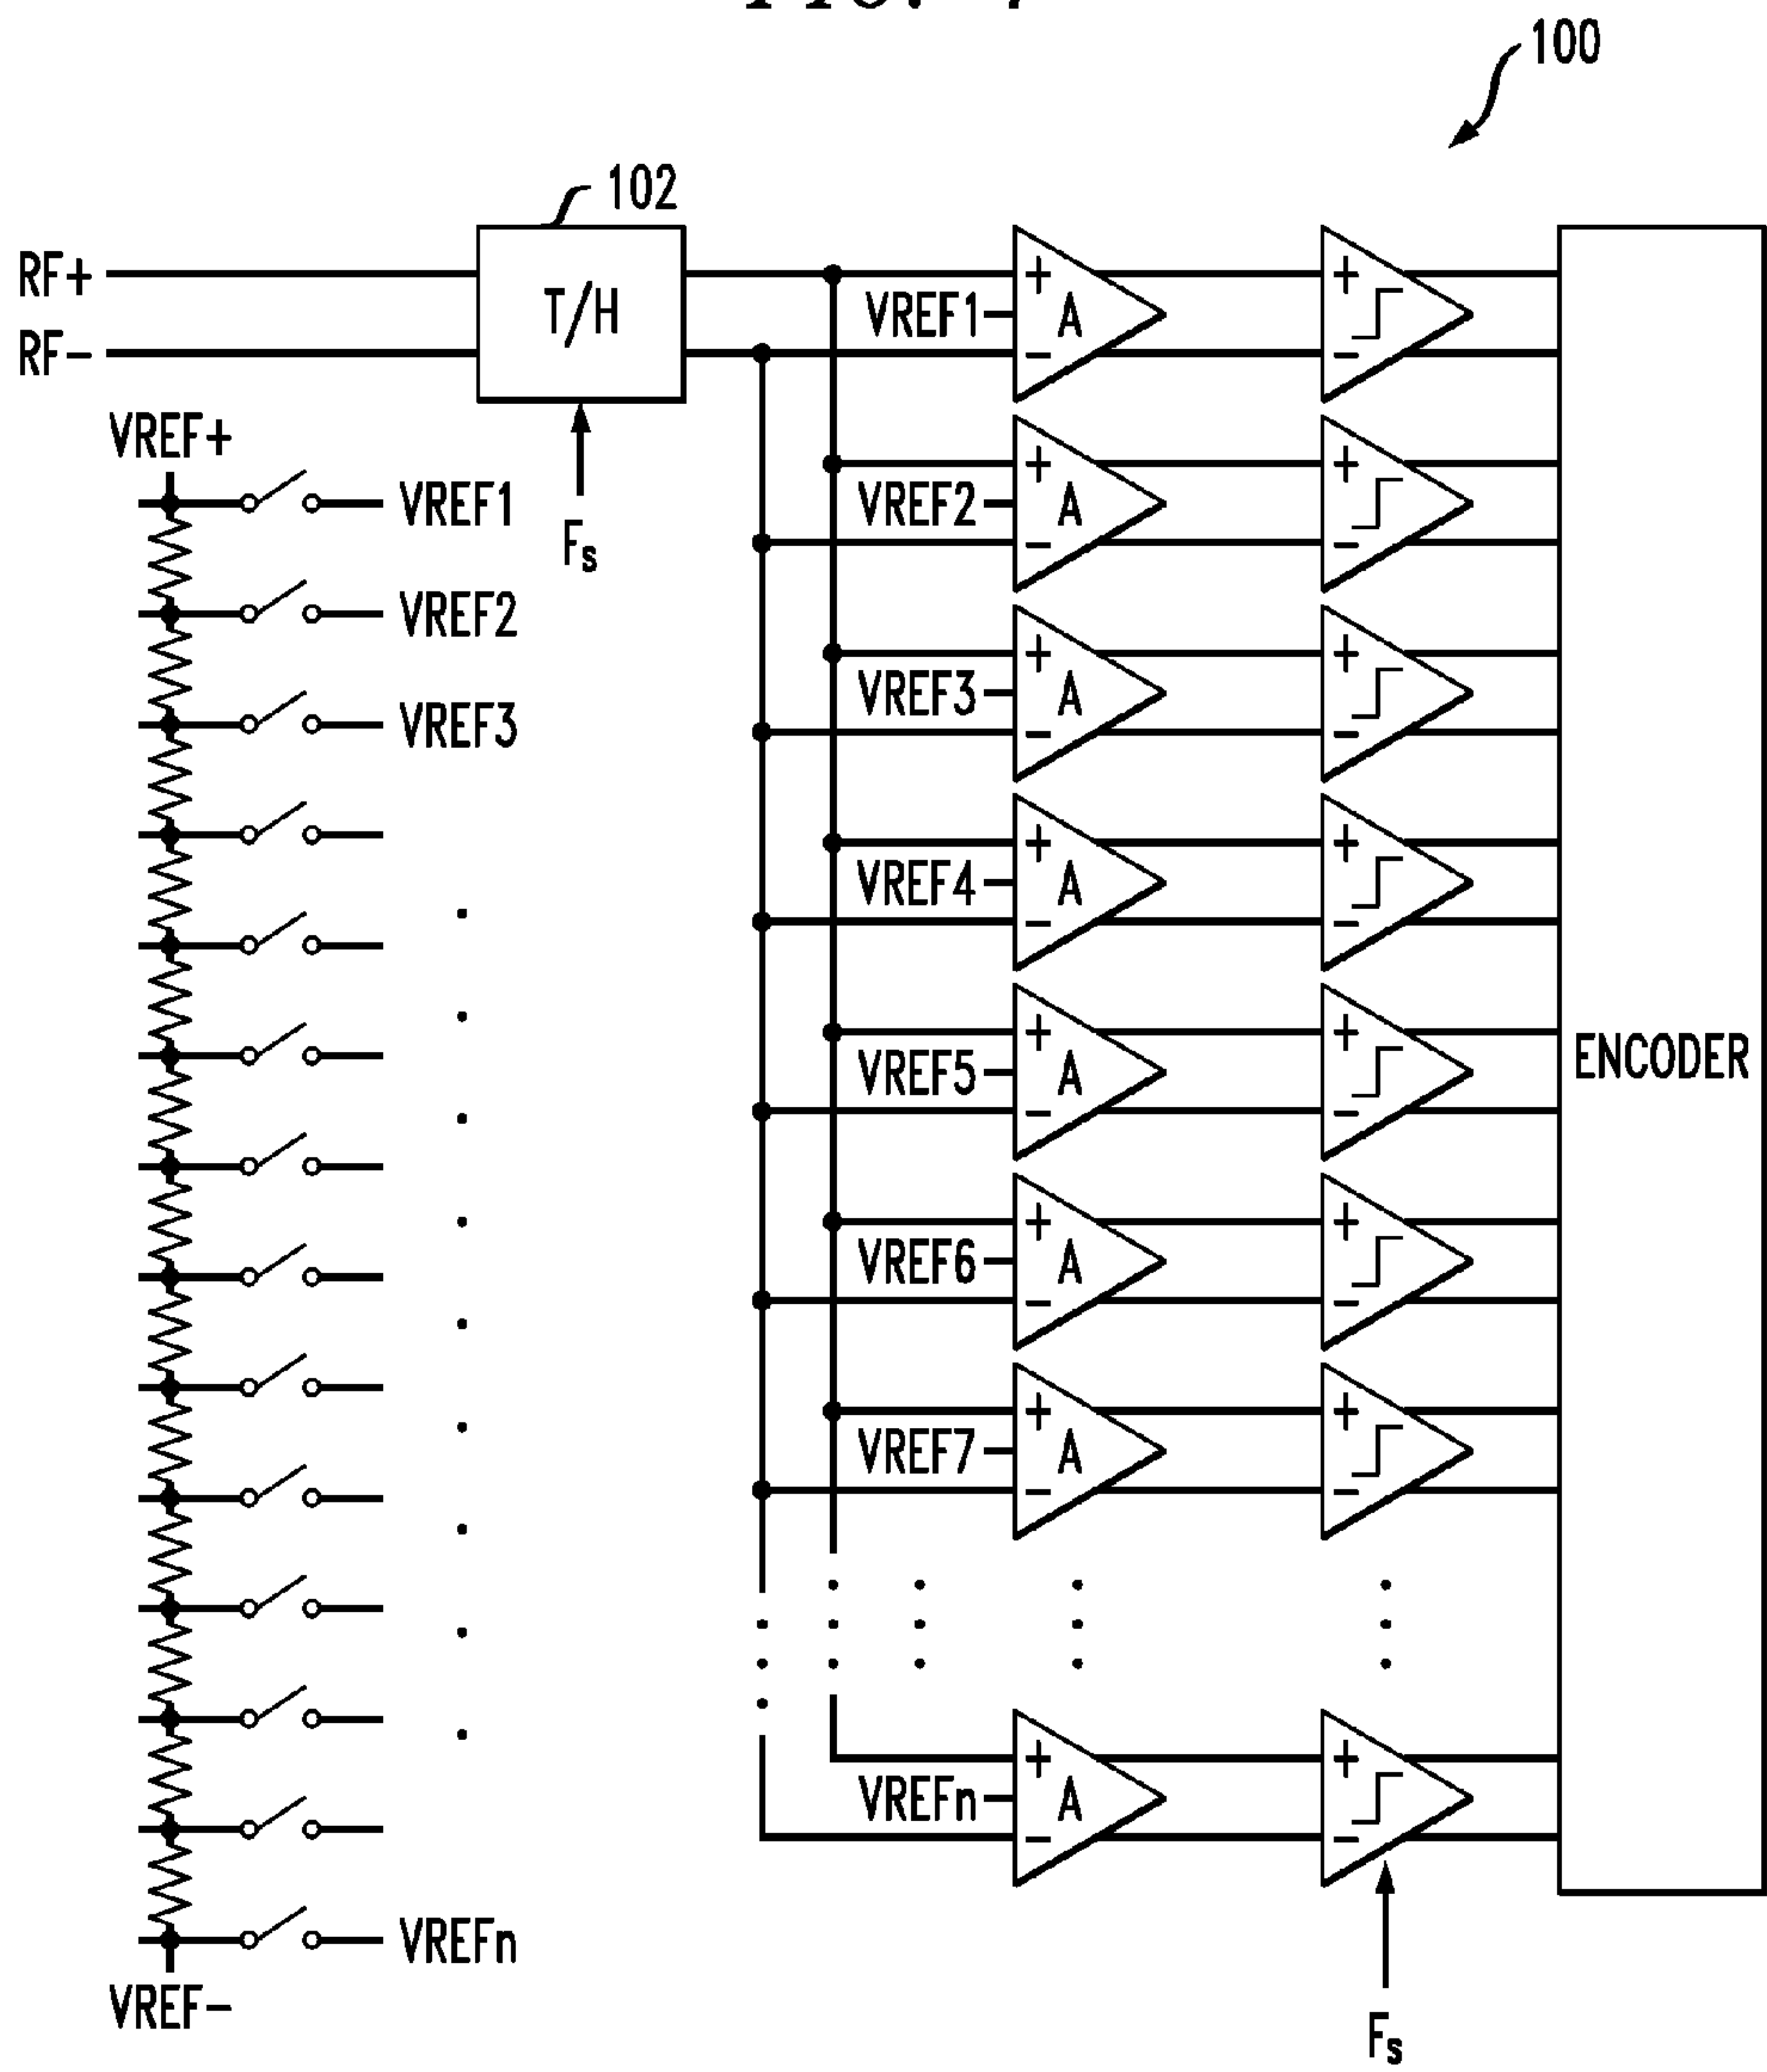 100
102
RF+
RF-
T/H
Fs
VREF+
VREF1
VREF2
VREF3
VREFn
VREF-
VREF1
+
A
-
+
-
VREF2
+
A
-
+
-
VREF3
+
A
-
+
-
VREF4
+
A
-
+
-
VREF5
+
A
-
+
-
VREF6
+
A
-
+
-
VREF7
+
A
-
+
-
VREFn
+
A
-
+
-
Fs
ENCODER